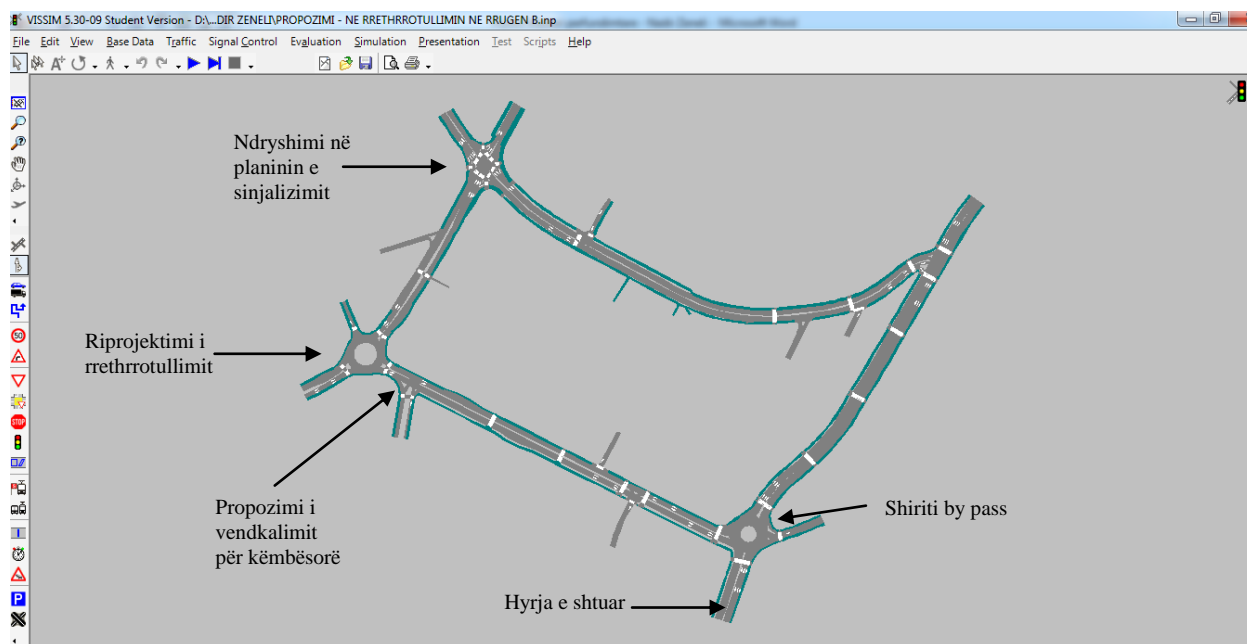 VISSIM 5.30-09 Student Version - D:\...DIR ZENELI\PROPOZIMI - NE RRETHRROTULLIMIN NE RRUGEN B.inp
File Edit View Base Data Traffic Signal Control Evaluation Simulation Presentation Test Scripts Help
Ndryshimi në
planinin e
sinjalizimit
Riprojektimi i
rrethrrotullimit
Propozimi i
vendkalimit
për këmbësorë
Shiriti by pass
Hyrja e shtuar
50
STOP
P